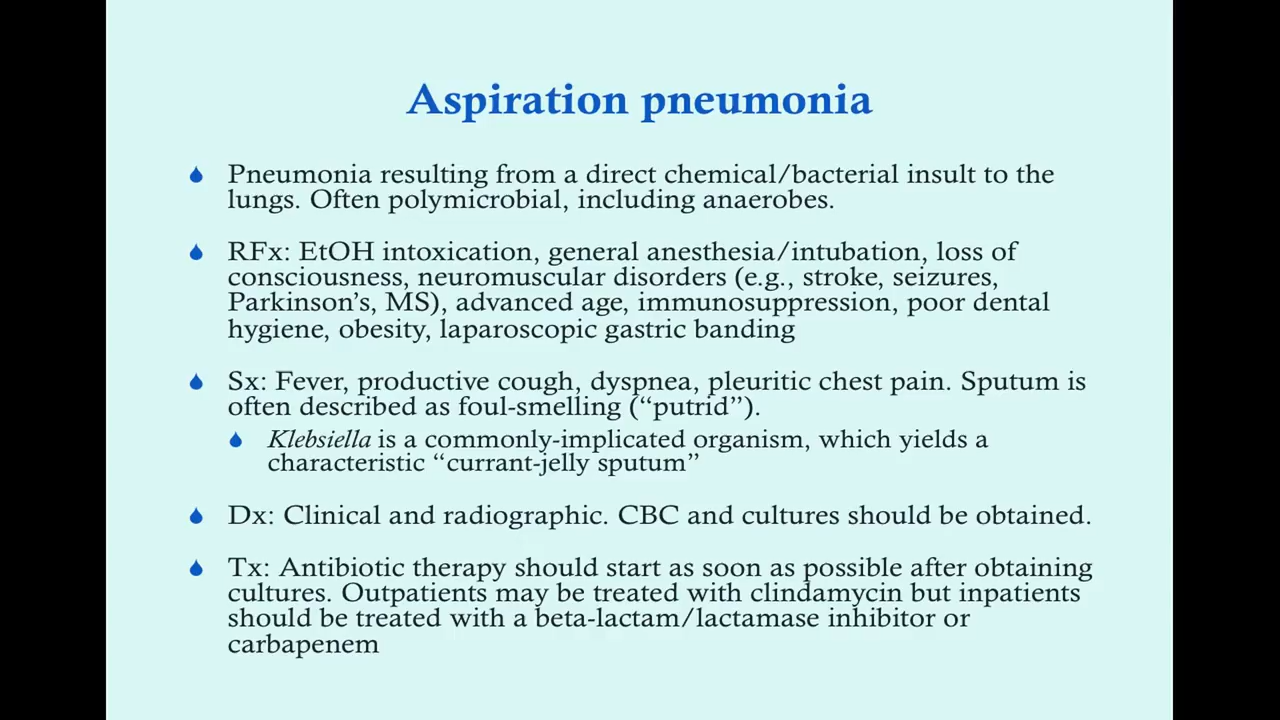 Aspiration pneumonia
Pneumonia resulting from a direct chemical/bacterial insult to the
lungs. Often polymicrobial, including anaerobes.
RFx: EtOH intoxication, general anesthesia/intubation, loss of
consciousness, neuromuscular disorders (e.g., stroke, seizures,
Parkinson’s, MS), advanced age, immunosuppression, poor dental
hygiene, obesity, laparoscopic gastric banding
Sx: Fever, productive cough, dyspnea, pleuritic chest pain. Sputum is
often described as foul-smelling (“putrid”).
Klebsiella is a commonly-implicated organism, which yields a
characteristic “currant-jelly sputum”
Dx: Clinical and radiographic. CBC and cultures should be obtained.
Tx: Antibiotic therapy should start as soon as possible after obtaining
cultures. Outpatients may be treated with clindamycin but inpatients
should be treated with a beta-lactam/lactamase inhibitor or
carbapenem